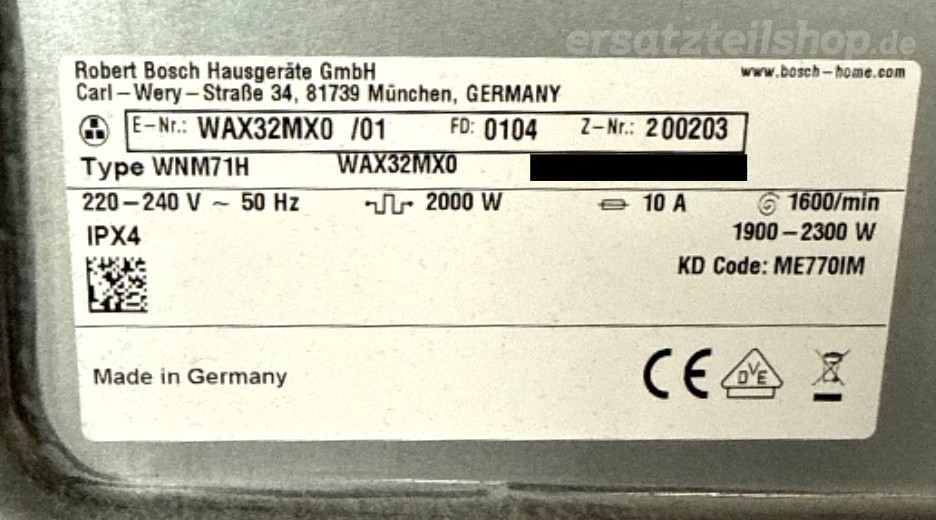 ersatzteilshop.de
Robert Bosch Hausgeräte GmbH www.bosch-home.com
Carl-Wery-Straße 34, 81739 München, GERMANY
E-Nr.: WAX32MX0 /01 FD: 0104 Z-Nr.: 200203
Type WNM71H WAX32MX0
220-240 V ~ 50 Hz 2000 W 10 A 1600/min
IPX4 1900-2300 W
KD Code: ME770IM
Made in Germany CE DVE